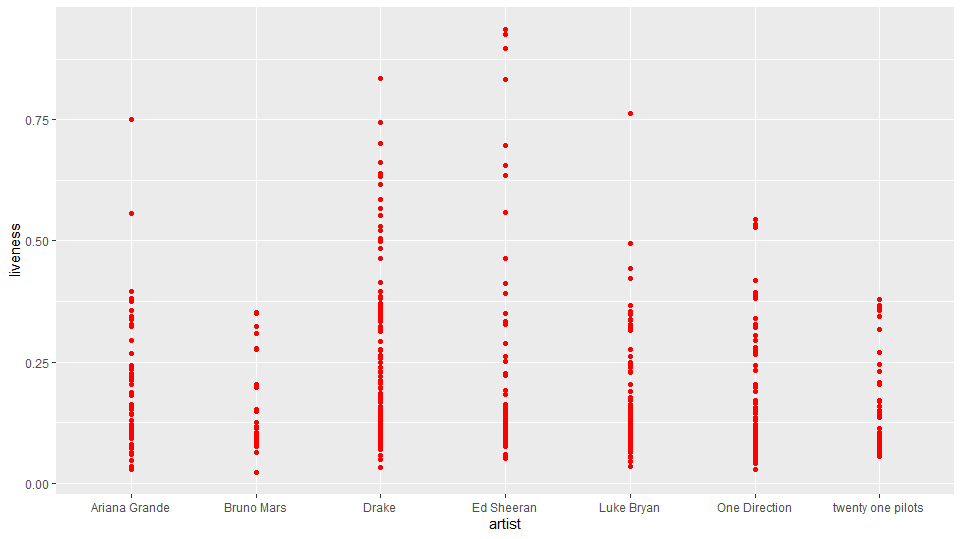 liveness
0.75
0.50
0.25
0.00
Ariana Grande
Bruno Mars
Drake
Ed Sheeran
Luke Bryan
One Direction
twenty one pilots
artist